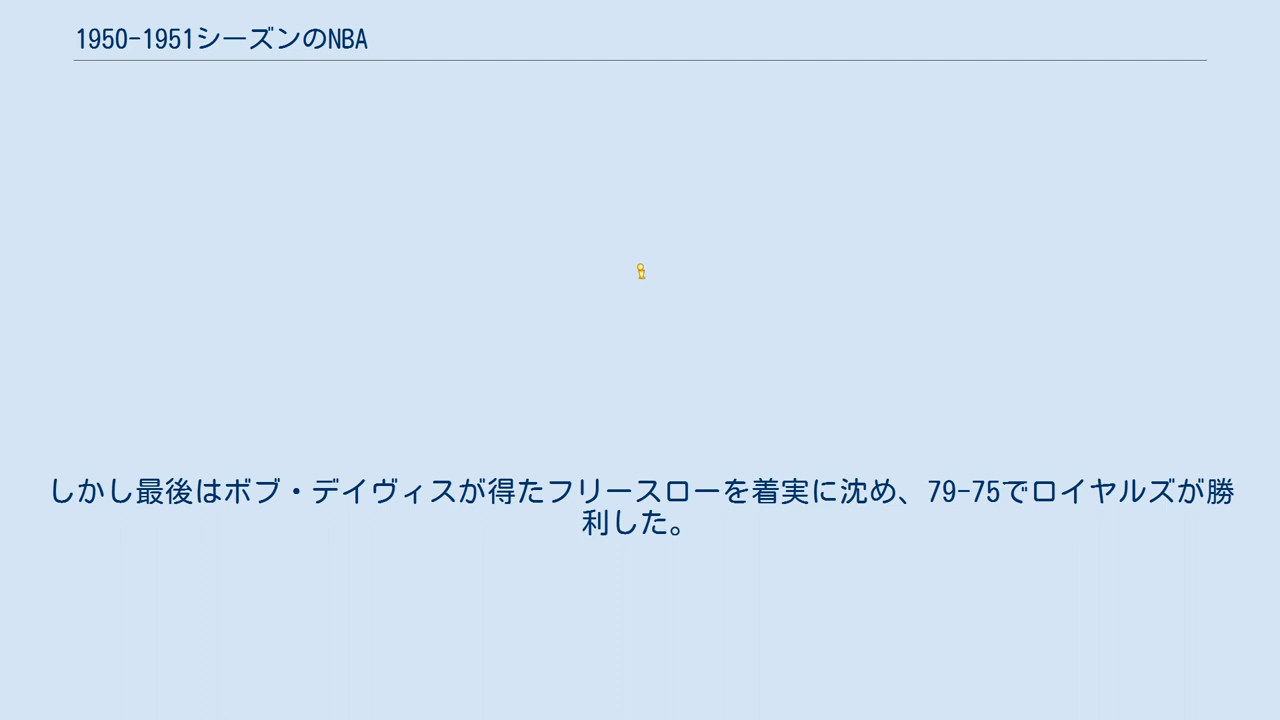 1950-1951シーズンのNBA
しかし最後はボブ・デイヴィスが得たフリースローを着実に沈め、79-75でロイヤルズが勝
利した。